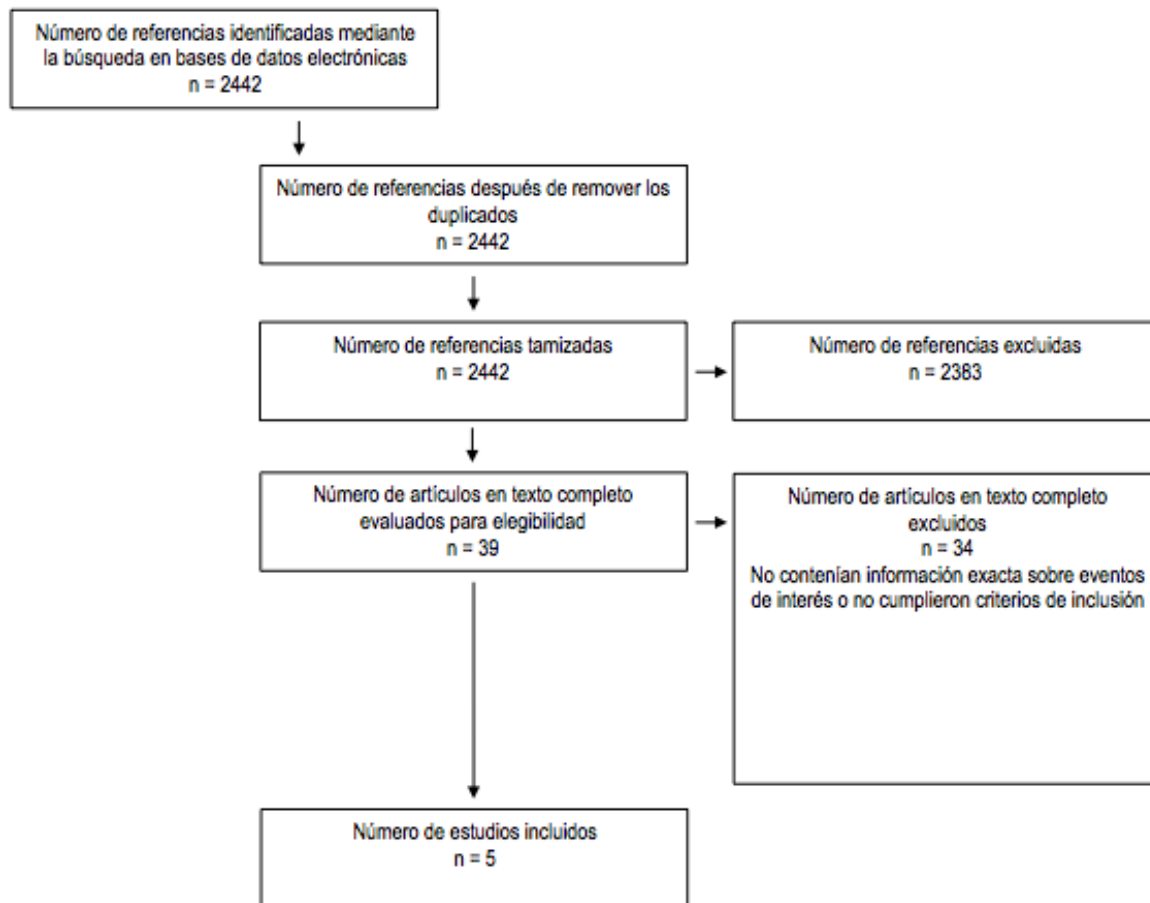 Número de referencias identificadas mediante
la búsqueda en bases de datos electrónicas
n = 2442
Número de referencias después de remover los
duplicados
n = 2442
Número de referencias tamizadas
n = 2442
Número de referencias excluidas
n = 2383
Número de artículos en texto completo
evaluados para elegibilidad
n = 39
Número de artículos en texto completo
excluidos
n = 34
No contenían información exacta sobre eventos
de interés o no cumplieron criterios de inclusión
Número de estudios incluidos
n = 5